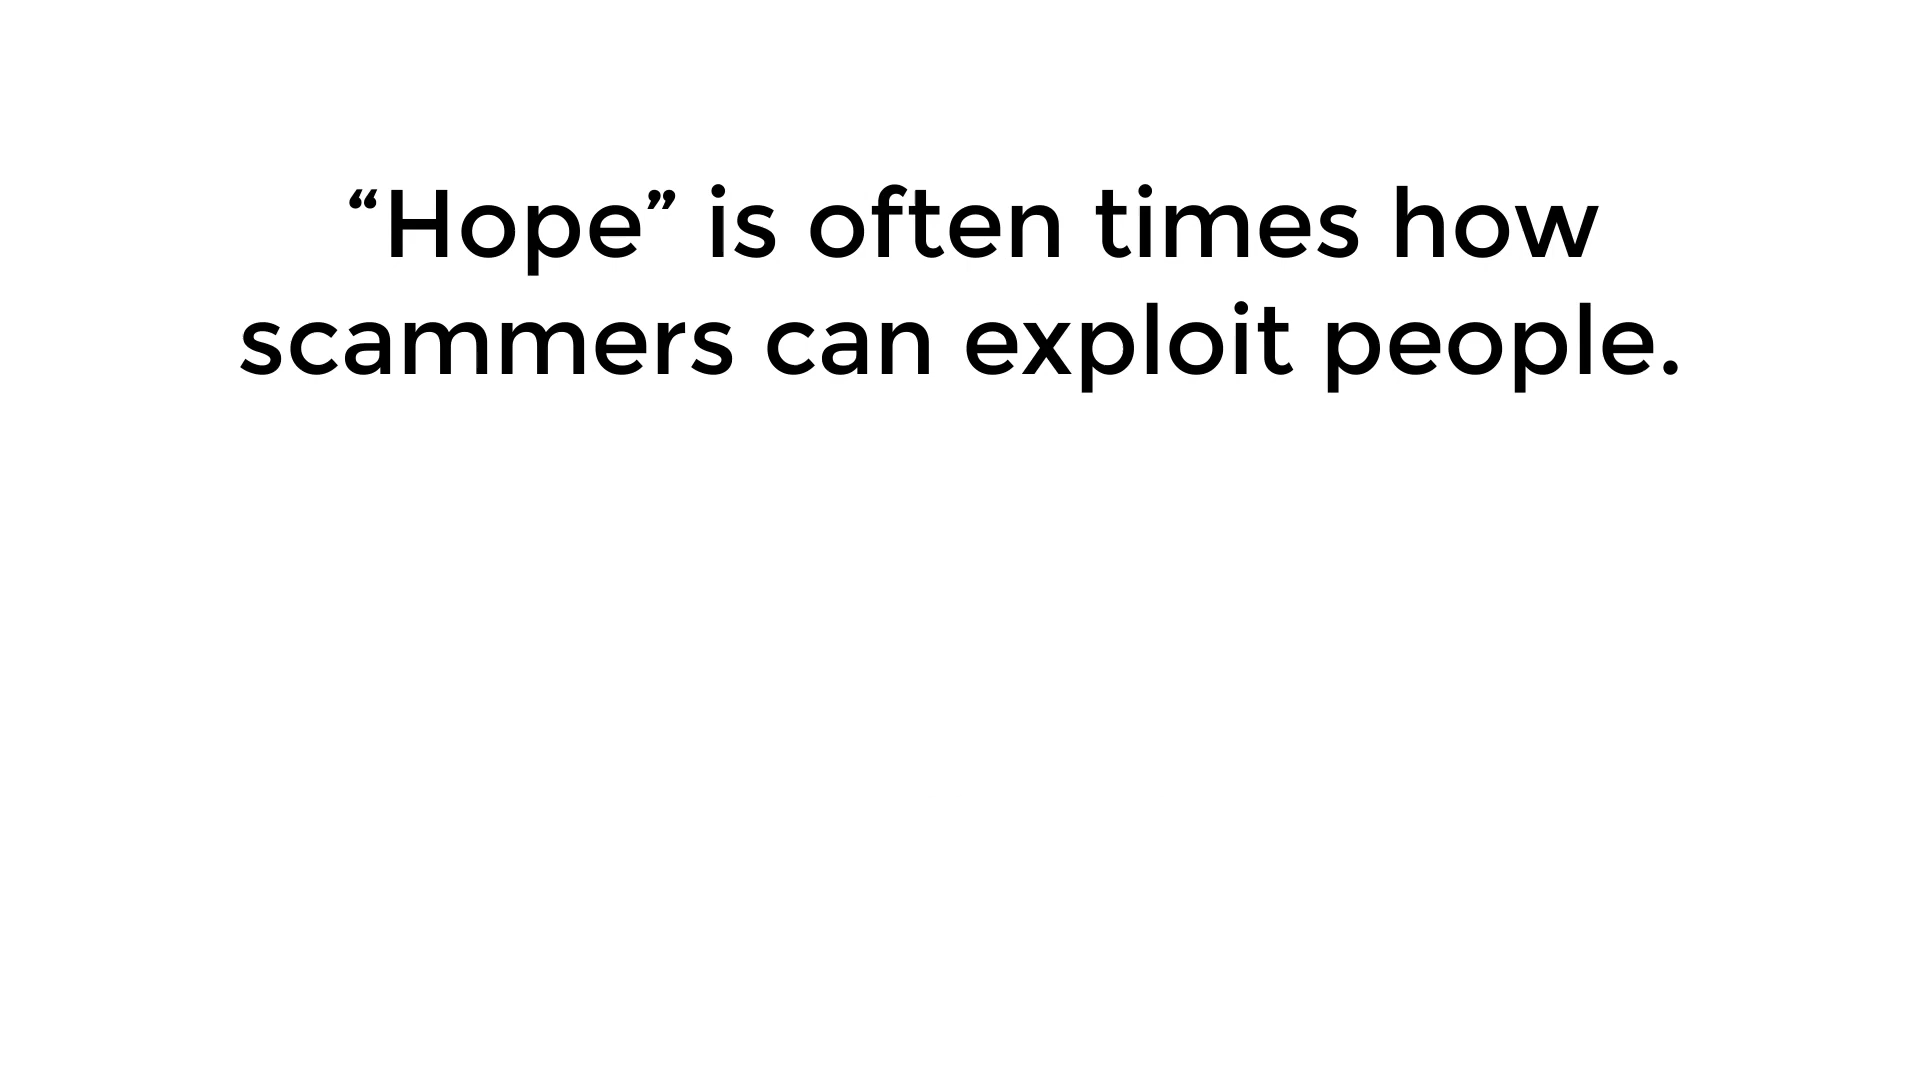 “Hope” is often times how
scammers can exploit people.